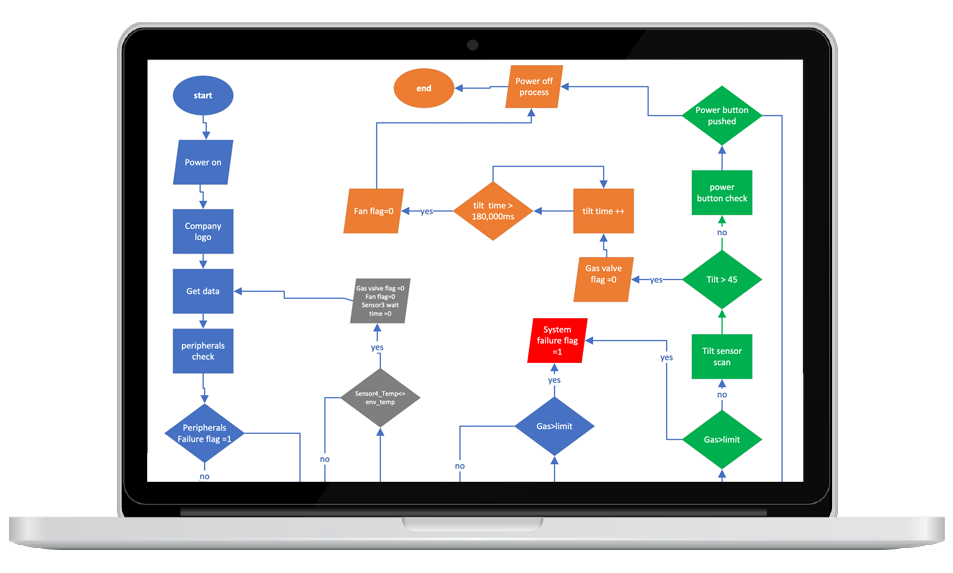 start
Power on
Company
logo
Get data
peripherals
check
Peripherals
Failure flag =1
no
end
Power off
process
Fan flag=0
yes
tilt  time >
180,000ms
tilt time ++
Gas valve
flag =0
yes
Gas valve flag =0
Fan flag=0
Sensor3 wait
time =0
yes
Sensor4_Temp<=
env_temp
no
System
failure flag
=1
yes
Gas>limit
no
Power button
pushed
power
button check
no
Tilt > 45
Tilt sensor
scan
yes
no
Gas>limit